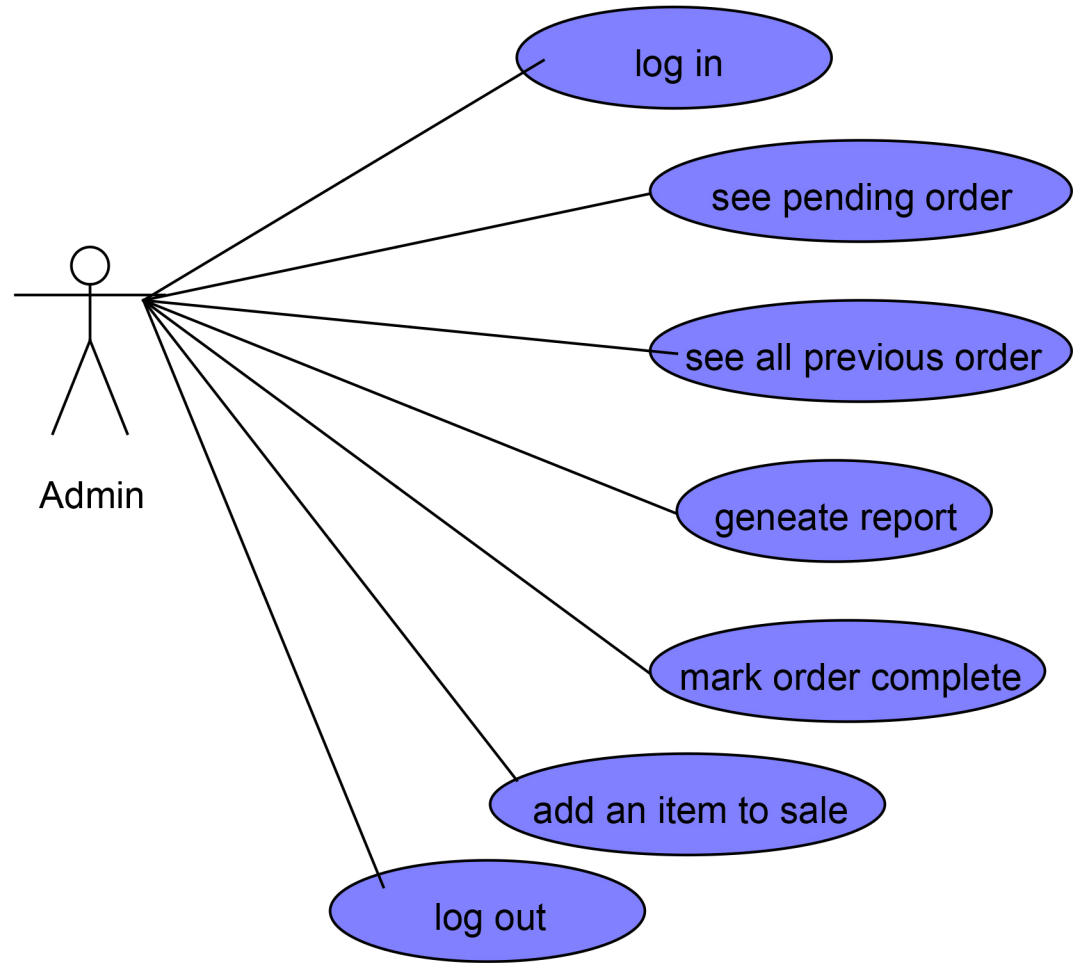 log in
see pending order
see all previous order
Admin
geneate report
mark order complete
add an item to sale
log out